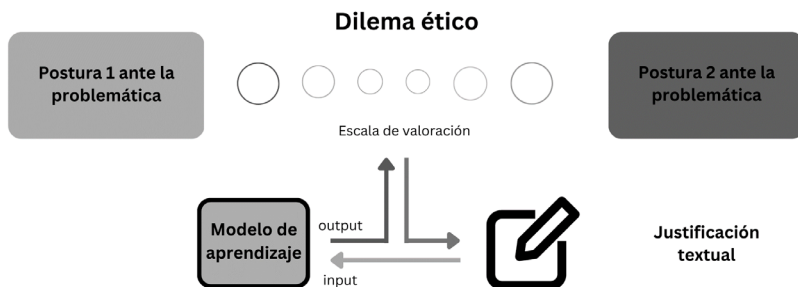 Dilema ético
Postura 1 ante la
problemática
Postura 2 ante la
problemática
Escala de valoración
Modelo de
aprendizaje
output
input
Justificación
textual